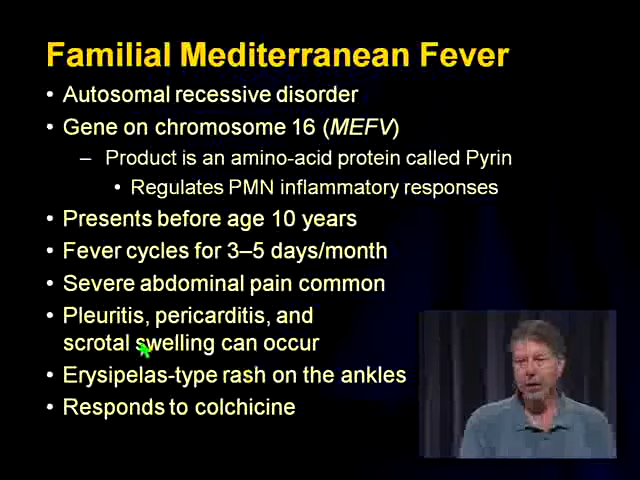 Familial Mediterranean Fever
• Autosomal recessive disorder
• Gene on chromosome 16 (MEFV)
– Product is an amino-acid protein called Pyrin
• Regulates PMN inflammatory responses
• Presents before age 10 years
• Fever cycles for 3–5 days/month
• Severe abdominal pain common
• Pleuritis, pericarditis, and
scrotal swelling can occur
• Erysipelas-type rash on the ankles
• Responds to colchicine